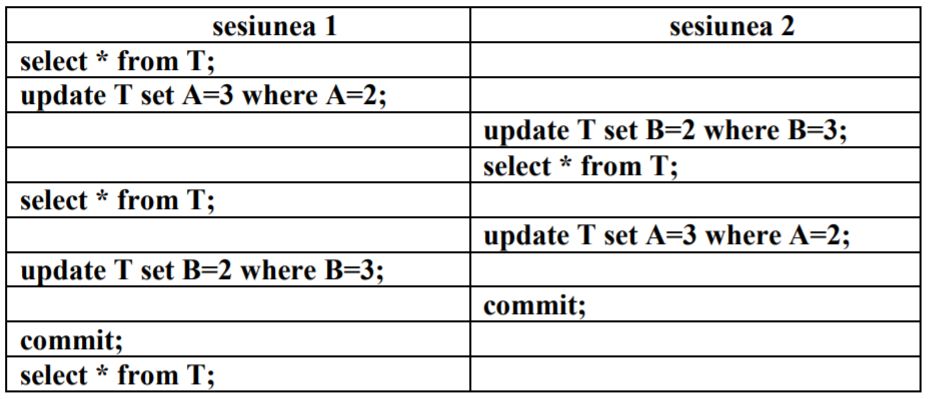 sesiunea 1 sesiunea 2
select * from T;
update T set A=3 where A=2;
update T set B=2 where B=3;
select * from T;
select * from T;
update T set A=3 where A=2;
update T set B=2 where B=3;
commit;
commit;
select * from T;